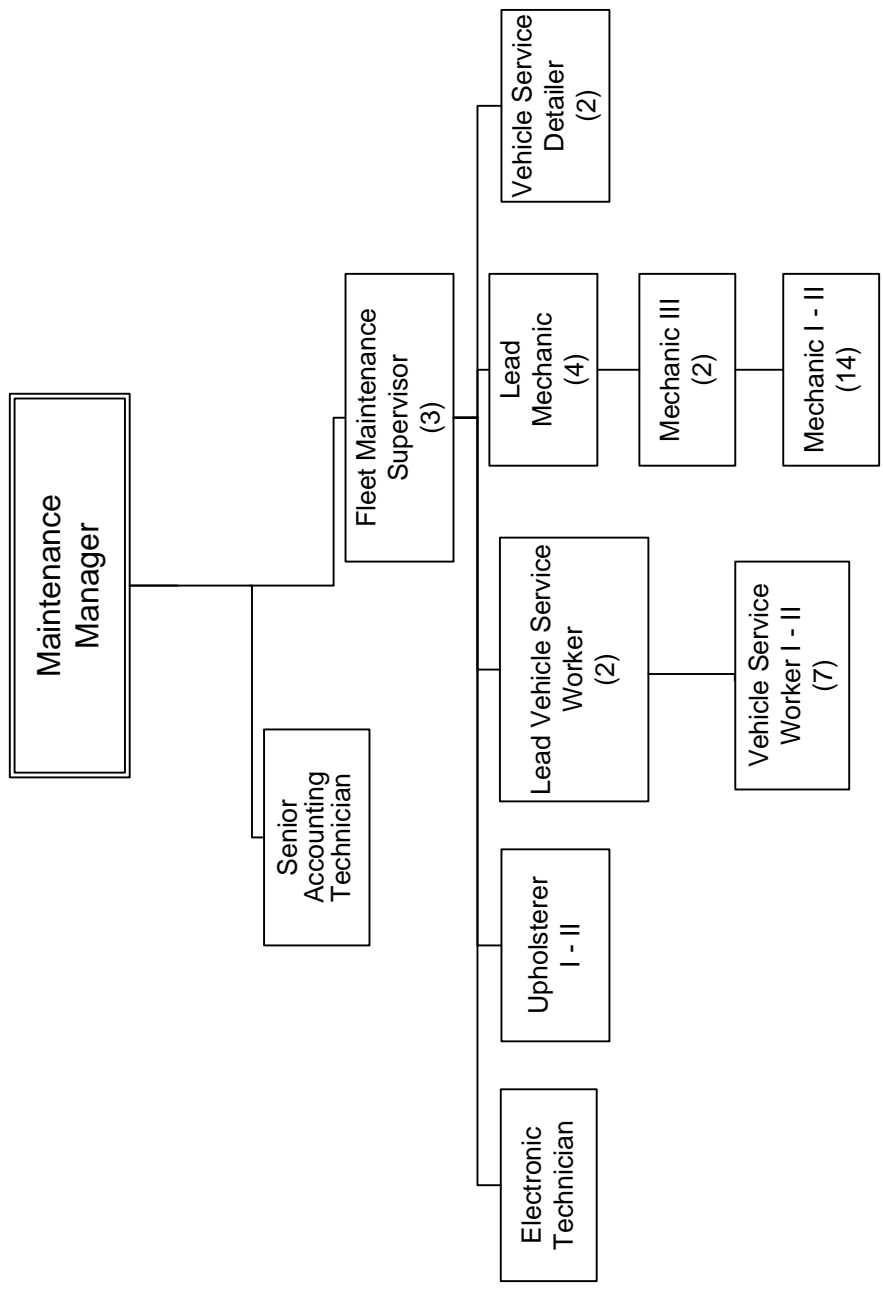 Maintenance
Manager
Senior
Accounting
Technician
Fleet Maintenance
Supervisor
(3)
Electronic
Technician
Upholsterer
I - II
Lead Vehicle Service
Worker
(2)
Lead
Mechanic
(4)
Vehicle Service
Detailer
(2)
Vehicle Service
Worker I - II
(7)
Mechanic III
(2)
Mechanic I - II
(14)